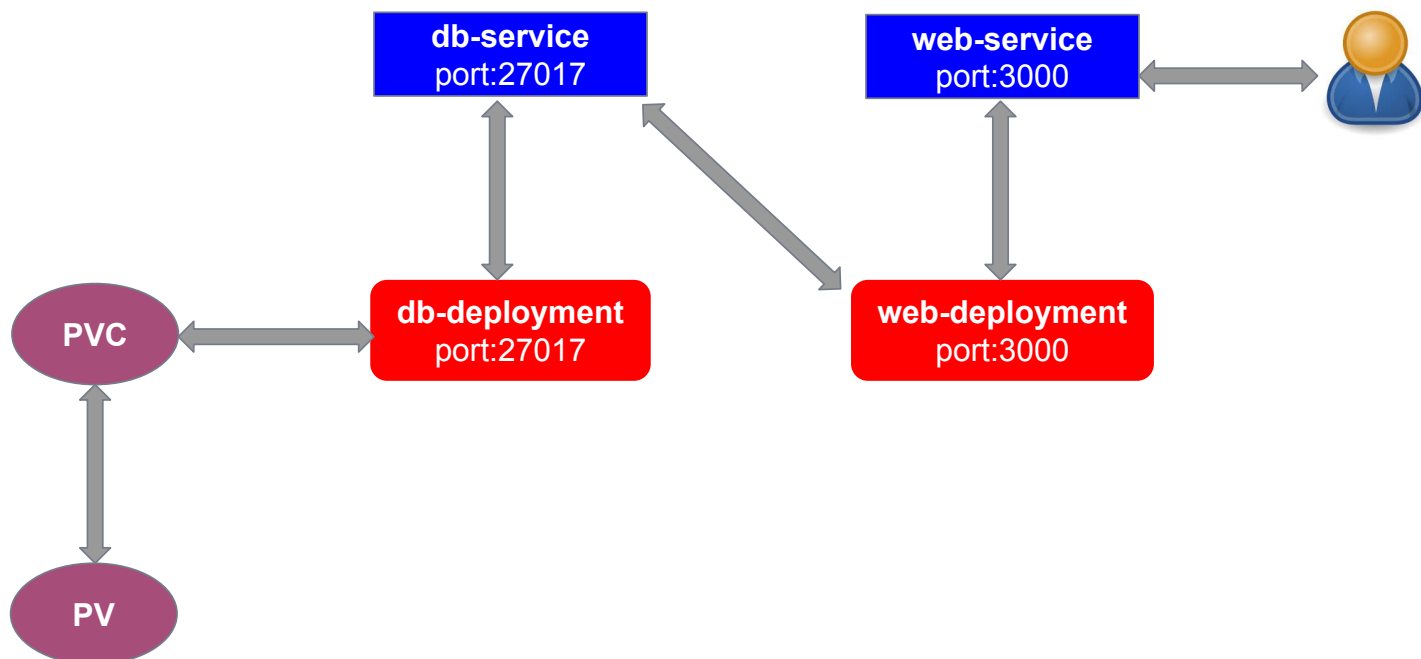 db-service
port:27017
web-service
port:3000
db-deployment
port:27017
web-deployment
port:3000
PVC
PV